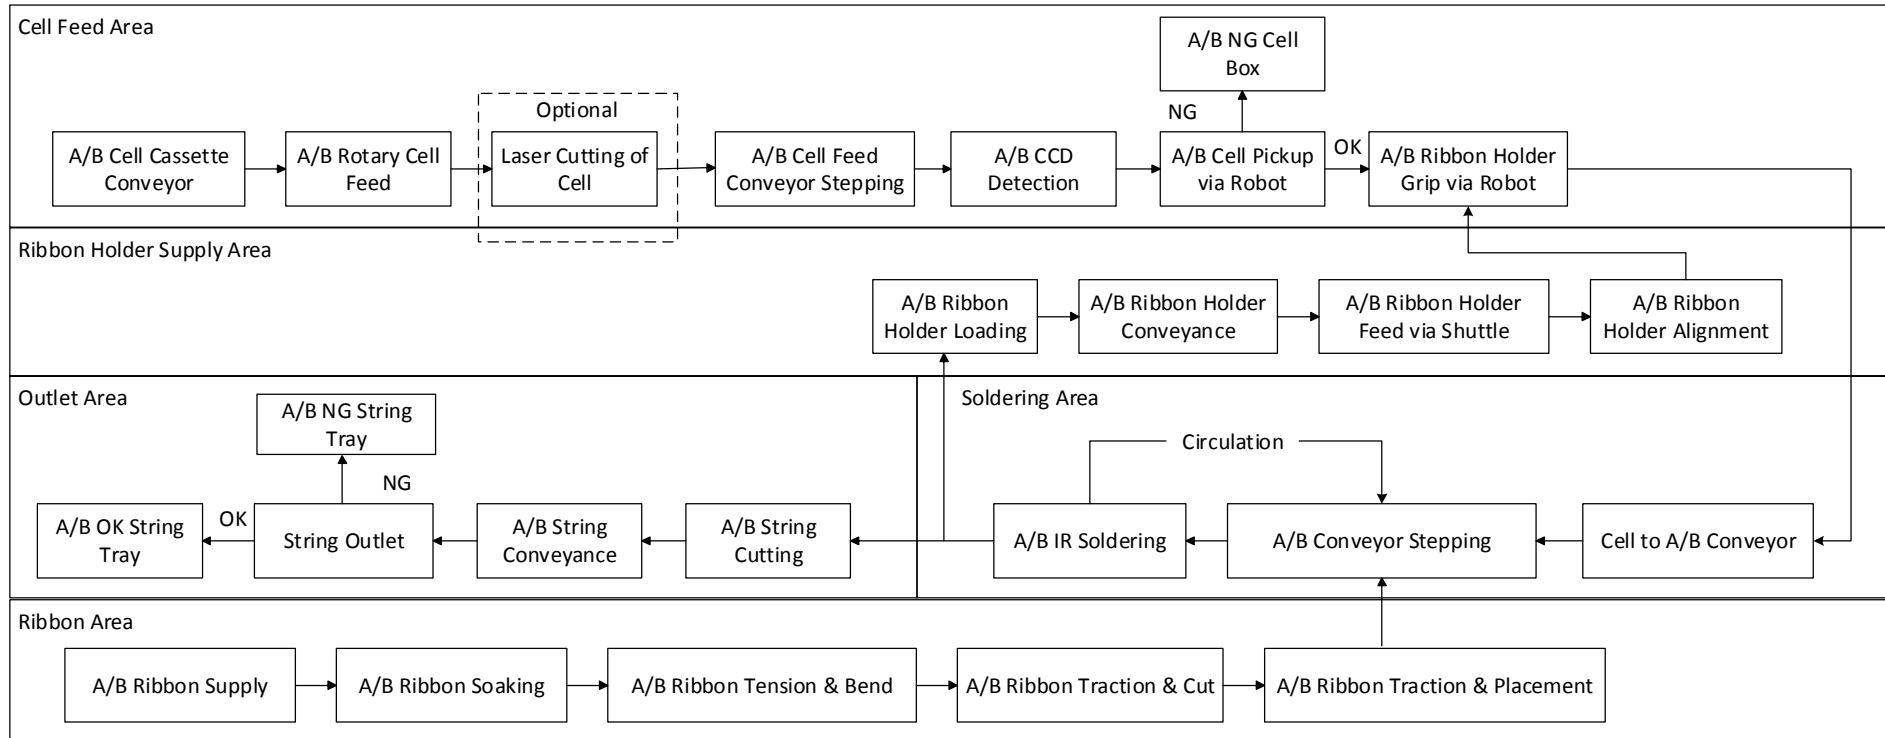 Cell Feed Area
A/B NG Cell
Box
NG
Optional
A/B Cell Cassette
Conveyor
A/B Rotary Cell
Feed
Laser Cutting of
Cell
A/B Cell Feed
Conveyor Stepping
A/B CCD
Detection
A/B Cell Pickup
via Robot
OK
A/B Ribbon Holder
Grip via Robot
Ribbon Holder Supply Area
A/B Ribbon
Holder Loading
A/B Ribbon Holder
Conveyance
A/B Ribbon Holder
Feed via Shuttle
A/B Ribbon
Holder Alignment
Outlet Area
A/B NG String
Tray
NG
A/B OK String
Tray
OK
String Outlet
A/B String
Conveyance
A/B String
Cutting
Soldering Area
Circulation
A/B IR Soldering
A/B Conveyor Stepping
Cell to A/B Conveyor
Ribbon Area
A/B Ribbon Supply
A/B Ribbon Soaking
A/B Ribbon Tension & Bend
A/B Ribbon Traction & Cut
A/B Ribbon Traction & Placement